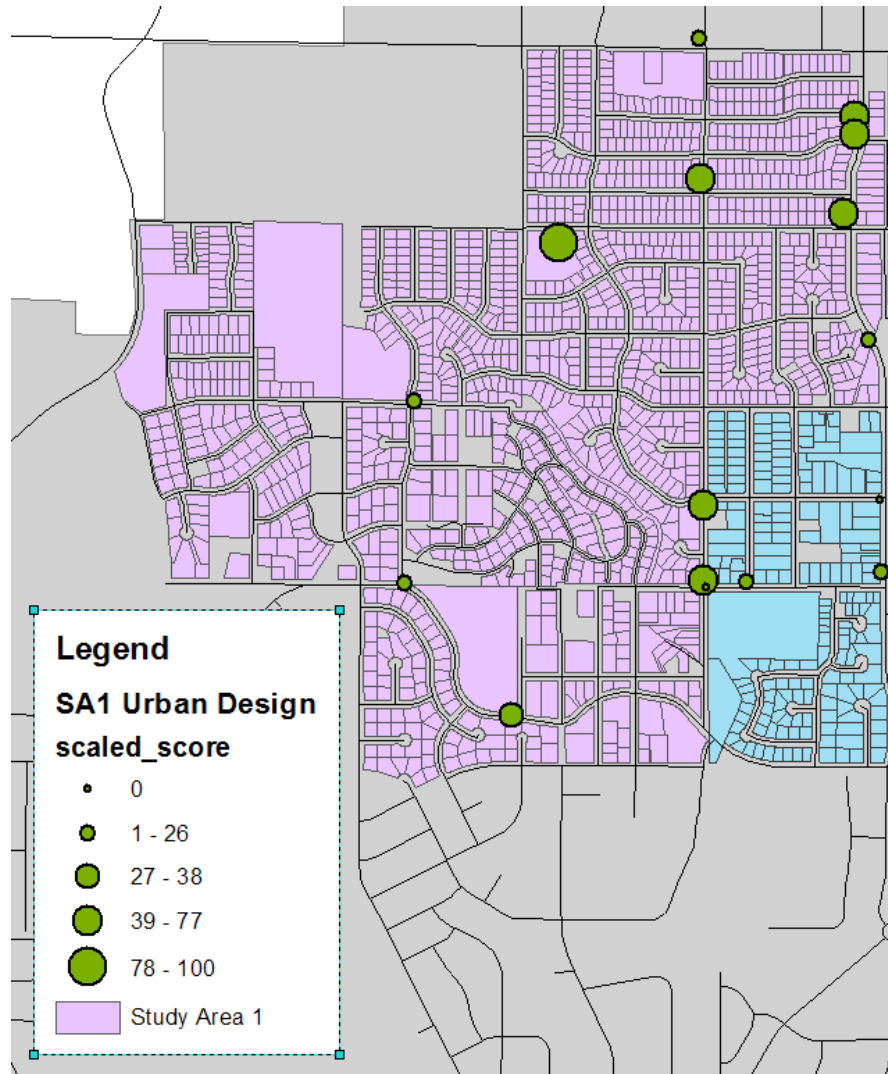 Legend
SA1 Urban Design
scaled_score
0
1 - 26
27 - 38
39 - 77
78 - 100
Study Area 1